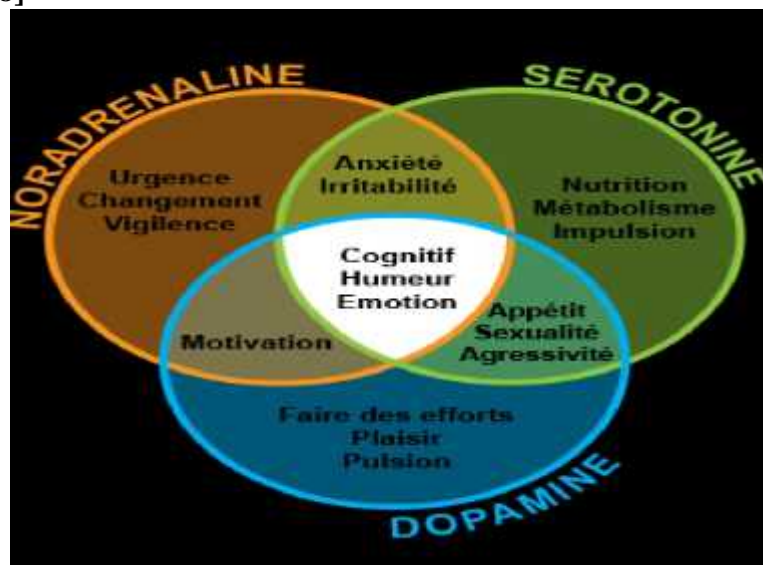 NORADRENALINE
SEROTONINE
Urgence
Changement
Vigilence
Anxiété
Irritabilité
Nutrition
Métabolisme
Impulsion
Cognitif
Humeur
Emotion
Motivation
Appétit
Sexualité
Agressivité
Faire des efforts
Plaisir
Pulsion
DOPAMINE